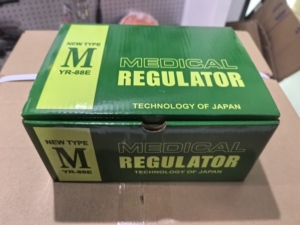 NEW TYPE
M
YR-88E
MEDICAL
REGULATOR
TECHNOLOGY OF JAPAN
NEW TYPE
M
YR-88E
MEDICAL
REGULATOR
TECHNOLOGY OF JAPAN